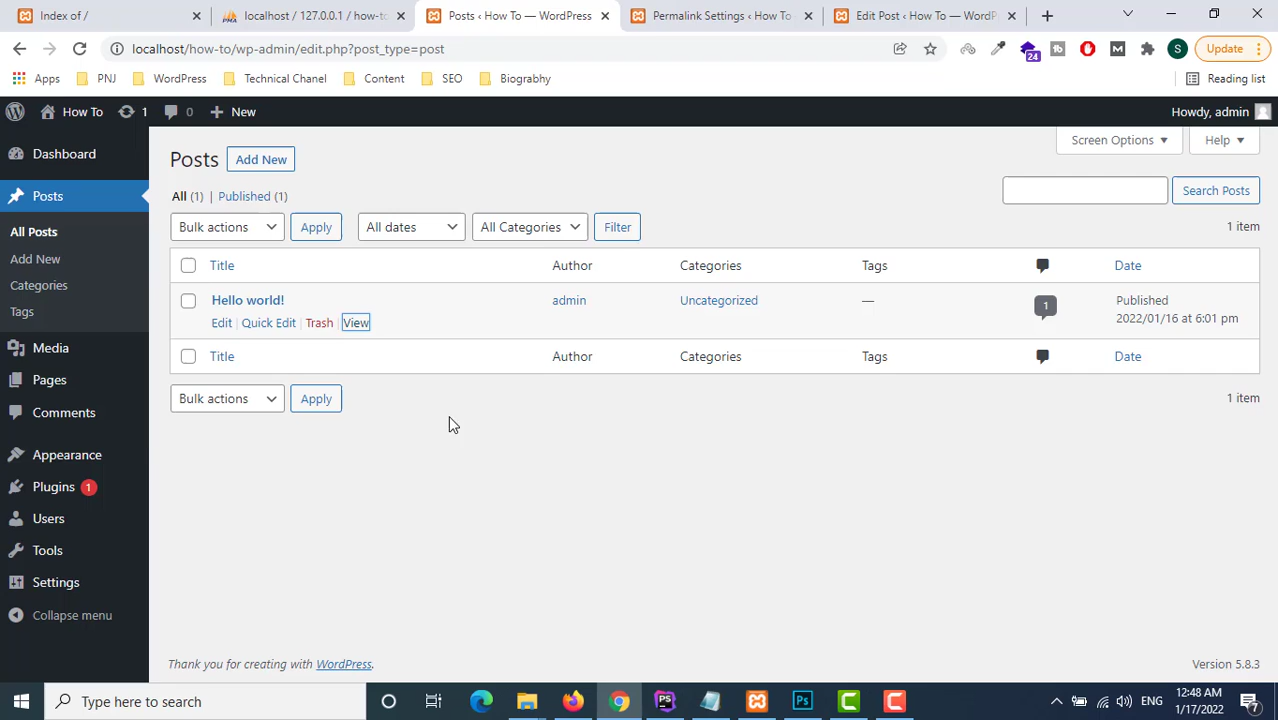 Index of /
localhost / 127.0.0.1 / how-to
Posts ‹ How To — WordPress
Permalink Settings ‹ How To
Edit Post ‹ How To — WordP
localhost/how-to/wp-admin/edit.php?post_type=post
24
Update
Apps
PNJ
WordPress
Technical Chanel
Content
SEO
Biograbhy
Reading list
How To
1
0
New
Howdy, admin
Dashboard
Posts
All Posts
Add New
Categories
Tags
Media
Pages
Comments
Appearance
Plugins 1
Users
Tools
Settings
Collapse menu
Screen Options
Help
Posts
Add New
All (1) | Published (1)
Search Posts
Bulk actions
Apply
All dates
All Categories
Filter
1 item
Title
Author
Categories
Tags
Date
Hello world!
admin
Uncategorized
—
1
Published
2022/01/16 at 6:01 pm
Edit | Quick Edit | Trash | View
Title
Author
Categories
Tags
Date
Bulk actions
Apply
1 item
Thank you for creating with WordPress.
Version 5.8.3
Type here to search
ENG
12:48 AM
1/17/2022
7